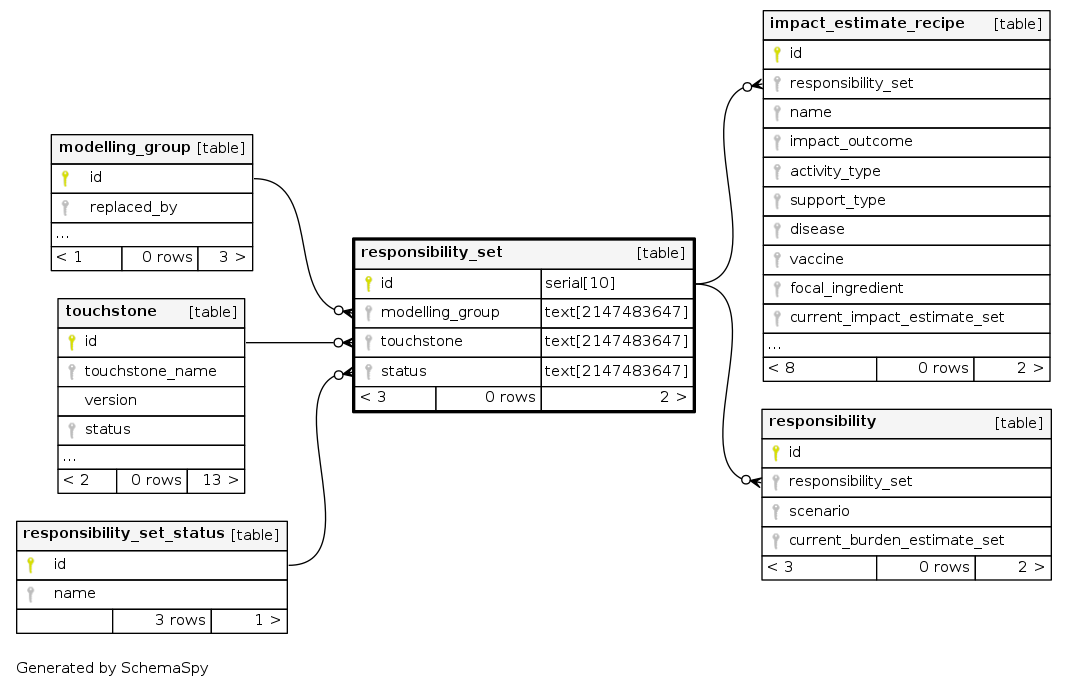 modelling_group [table]
id
replaced_by
...
< 1 0 rows 3 >
touchstone [table]
id
touchstone_name
version
status
...
< 2 0 rows 13 >
responsibility_set_status [table]
id
name
3 rows 1 >
responsibility_set [table]
id serial[10]
modelling_group text[2147483647]
touchstone text[2147483647]
status text[2147483647]
< 3 0 rows 2 >
impact_estimate_recipe [table]
id
responsibility_set
name
impact_outcome
activity_type
support_type
disease
vaccine
focal_ingredient
current_impact_estimate_set
...
< 8 0 rows 2 >
responsibility [table]
id
responsibility_set
scenario
current_burden_estimate_set
< 3 0 rows 2 >
Generated by SchemaSpy